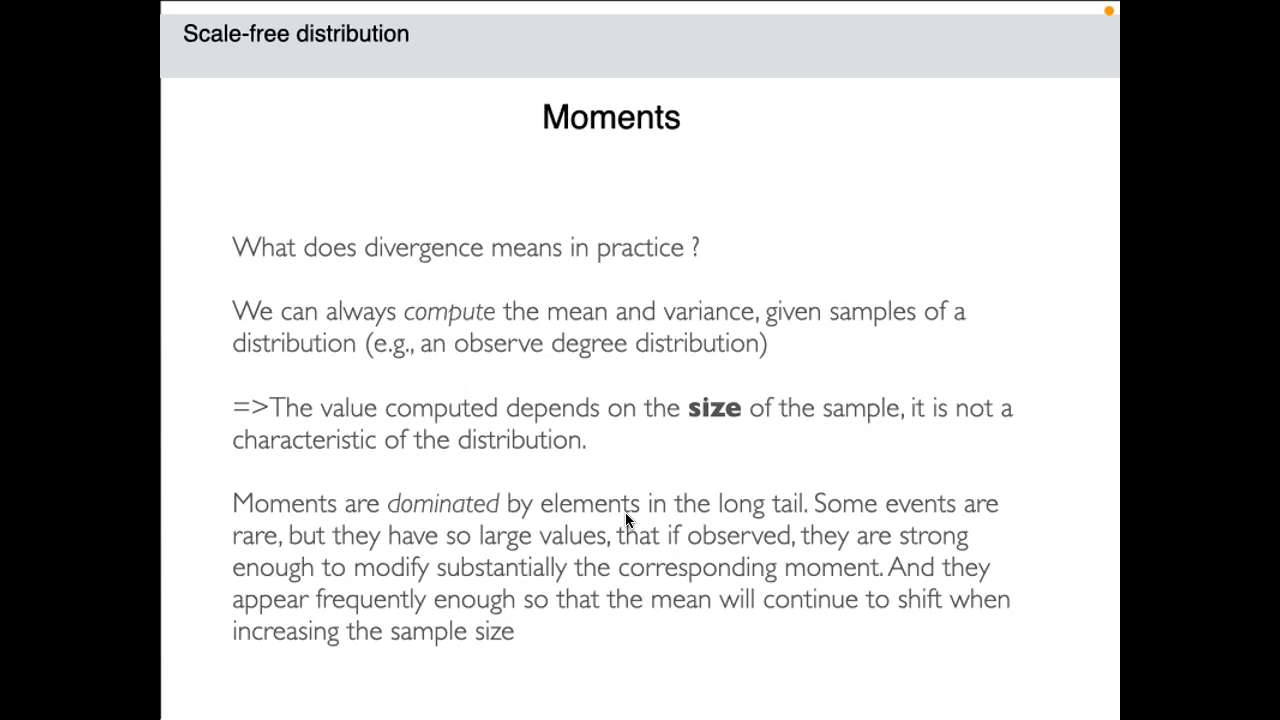 Scale-free distribution
Moments
What does divergence means in practice ?
We can always compute the mean and variance, given samples of a
distribution (e.g., an observe degree distribution)
=>The value computed depends on the size of the sample, it is not a
characteristic of the distribution.
Moments are dominated by elements in the long tail. Some events are
rare, but they have so large values, that if observed, they are strong
enough to modify substantially the corresponding moment. And they
appear frequently enough so that the mean will continue to shift when
increasing the sample size